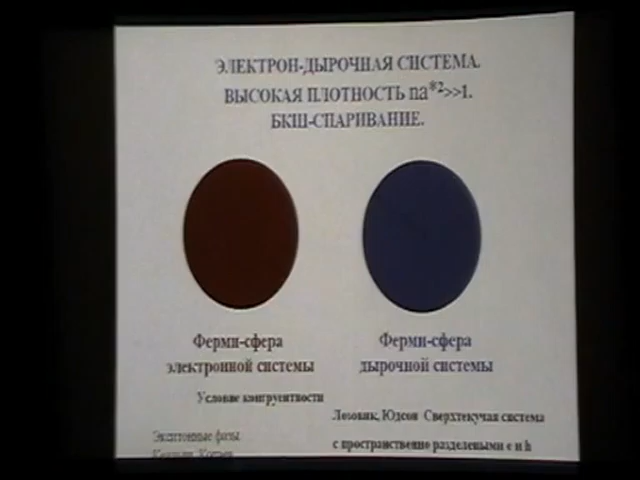 ЭЛЕКТРОН-ДЫРОЧНАЯ СИСТЕМА.
ВЫСОКАЯ ПЛОТНОСТЬ na*²>>1.
БКШ-СПАРИВАНИЕ.
Ферми-сфера
электронной системы
Ферми-сфера
дырочной системы
Условие конгруентности
Лозовик, Юдсон Сверхтекучая система
с пространственно разделеными e и h
Экситонные фазы